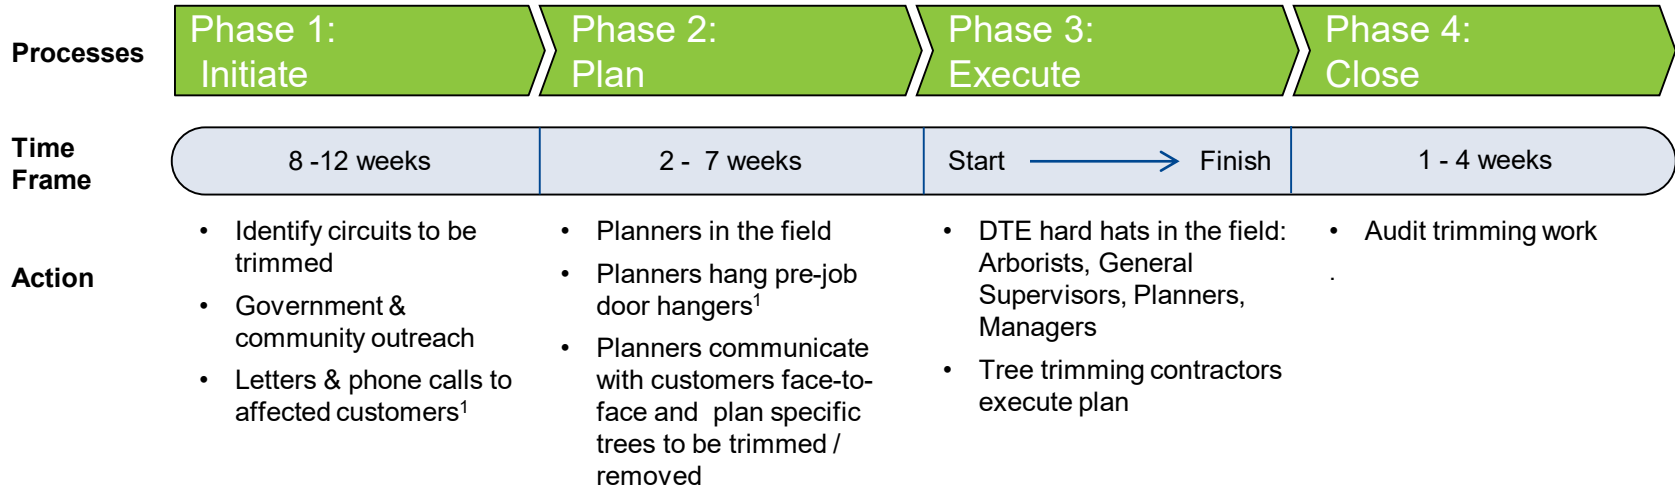 Processes
Phase 1:
Initiate
Phase 2:
Plan
Phase 3:
Execute
Phase 4:
Close
Time
Frame
8 -12 weeks
2 - 7 weeks
Start
Finish
1 - 4 weeks
Action
• Identify circuits to be
trimmed
• Government &
community outreach
• Letters & phone calls to
affected customers¹
• Planners in the field
• Planners hang pre-job
door hangers¹
• Planners communicate
with customers face-to-
face and plan specific
trees to be trimmed /
removed
• DTE hard hats in the field:
Arborists, General
Supervisors, Planners,
Managers
• Tree trimming contractors
execute plan
• Audit trimming work
.